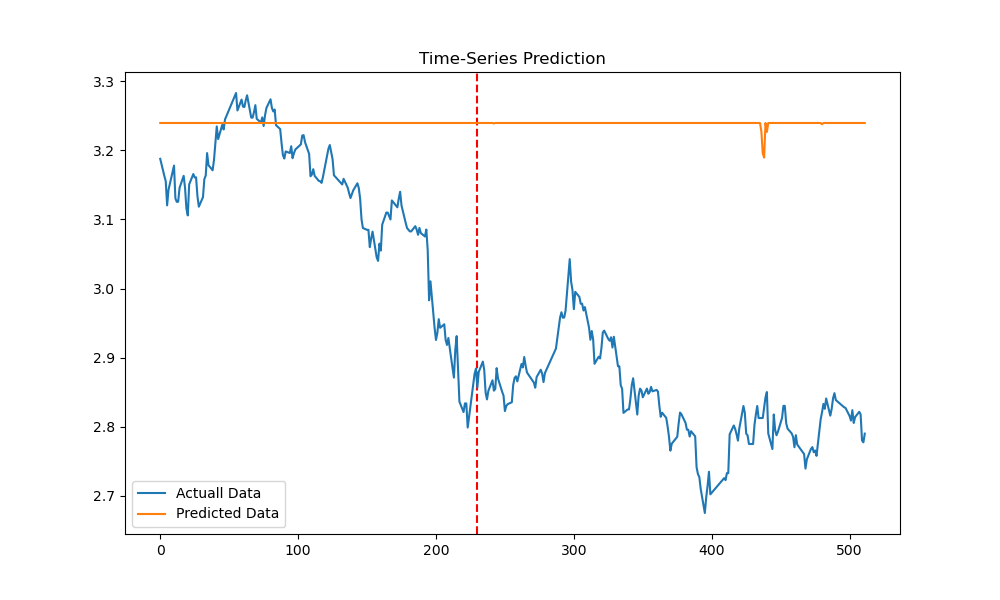 Time-Series Prediction
3.3
3.2
3.1
3.0
2.9
2.8
2.7
Actuall Data
Predicted Data
0 100 200 300 400 500